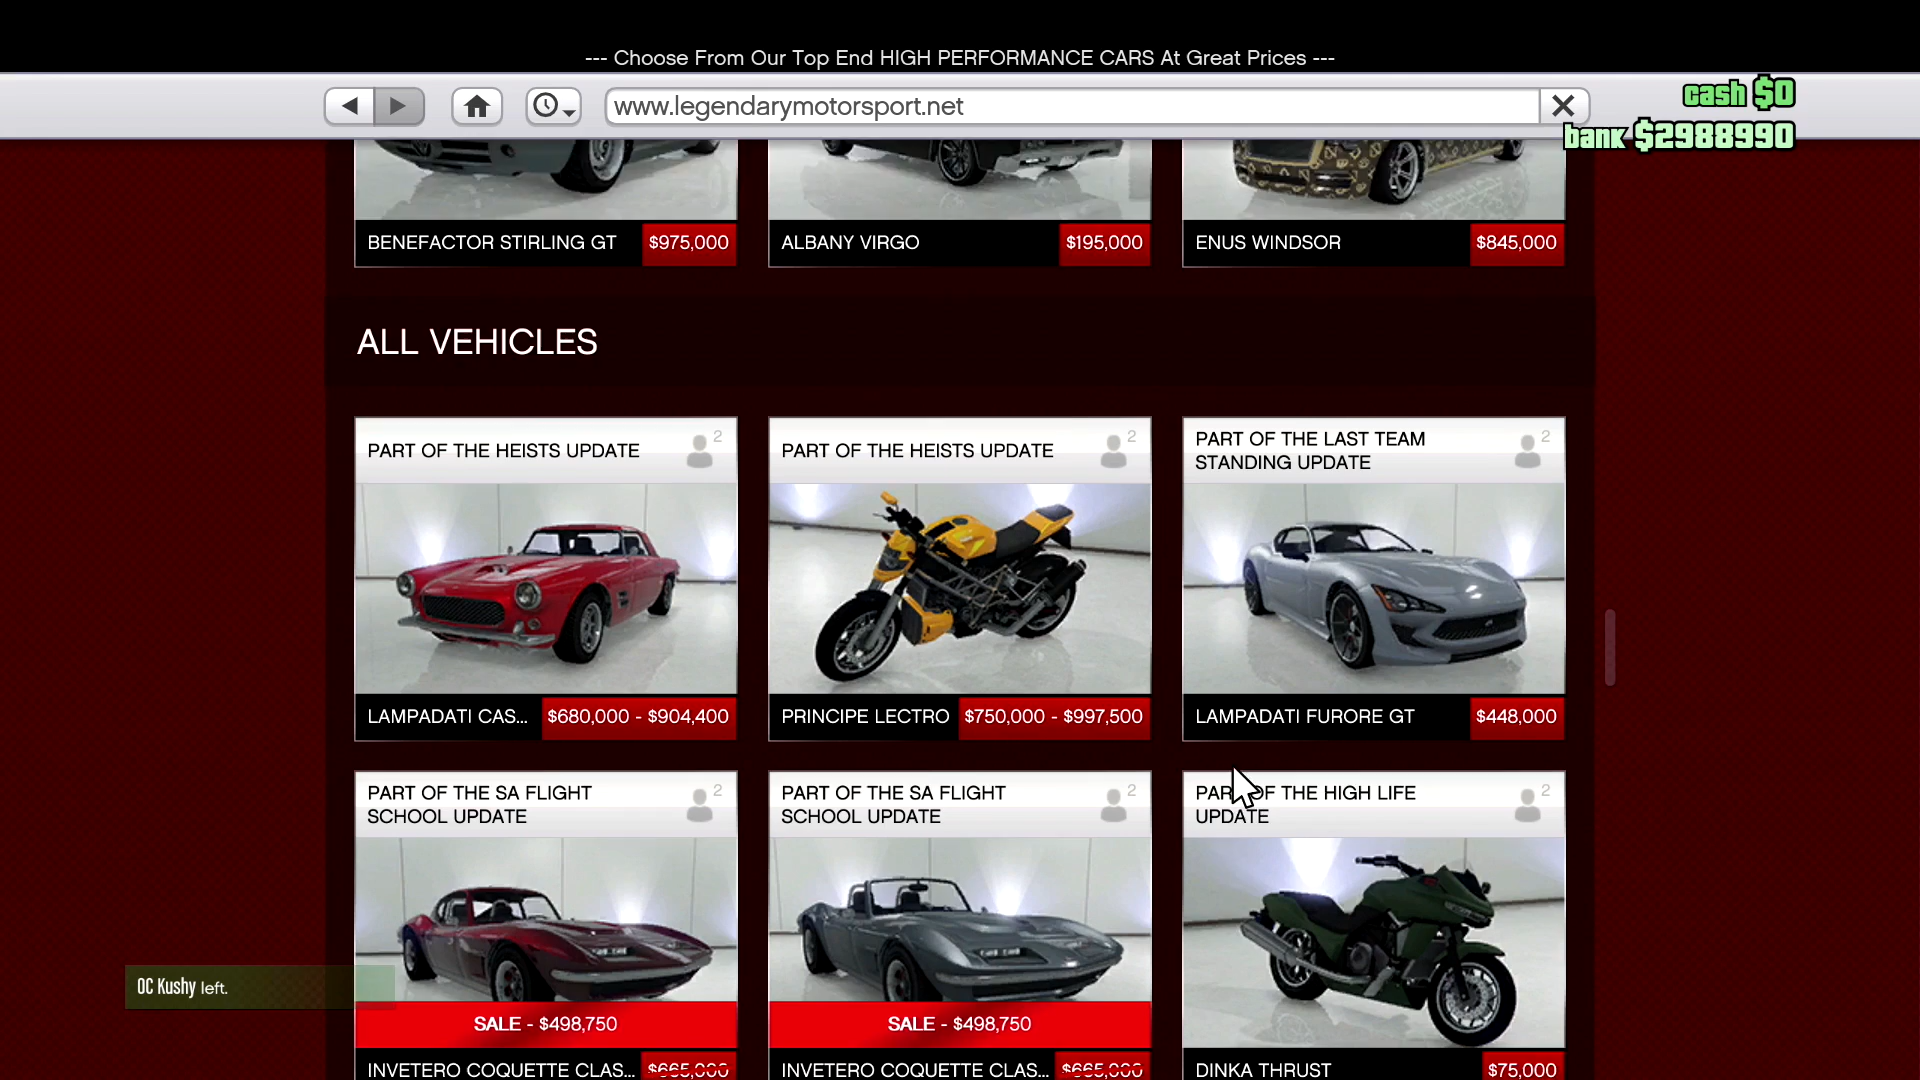 --- Choose From Our Top End HIGH PERFORMANCE CARS At Great Prices ---
www.legendarymotorsport.net
cash $0
bank $2988990
BENEFACTOR STIRLING GT $975,000
ALBANY VIRGO $195,000
ENUS WINDSOR $845,000
ALL VEHICLES
PART OF THE HEISTS UPDATE 2
PART OF THE HEISTS UPDATE 2
PART OF THE LAST TEAM
STANDING UPDATE 2
LAMPADATI CAS... $680,000 - $904,400
PRINCIPE LECTRO $750,000 - $997,500
LAMPADATI FURORE GT $448,000
PART OF THE SA FLIGHT
SCHOOL UPDATE 2
PART OF THE SA FLIGHT
SCHOOL UPDATE 2
PART OF THE HIGH LIFE
UPDATE 2
OC Kushy left.
SALE - $498,750
SALE - $498,750
INVETERO COQUETTE CLAS... $665,000
INVETERO COQUETTE CLAS... $665,000
DINKA THRUST $75,000